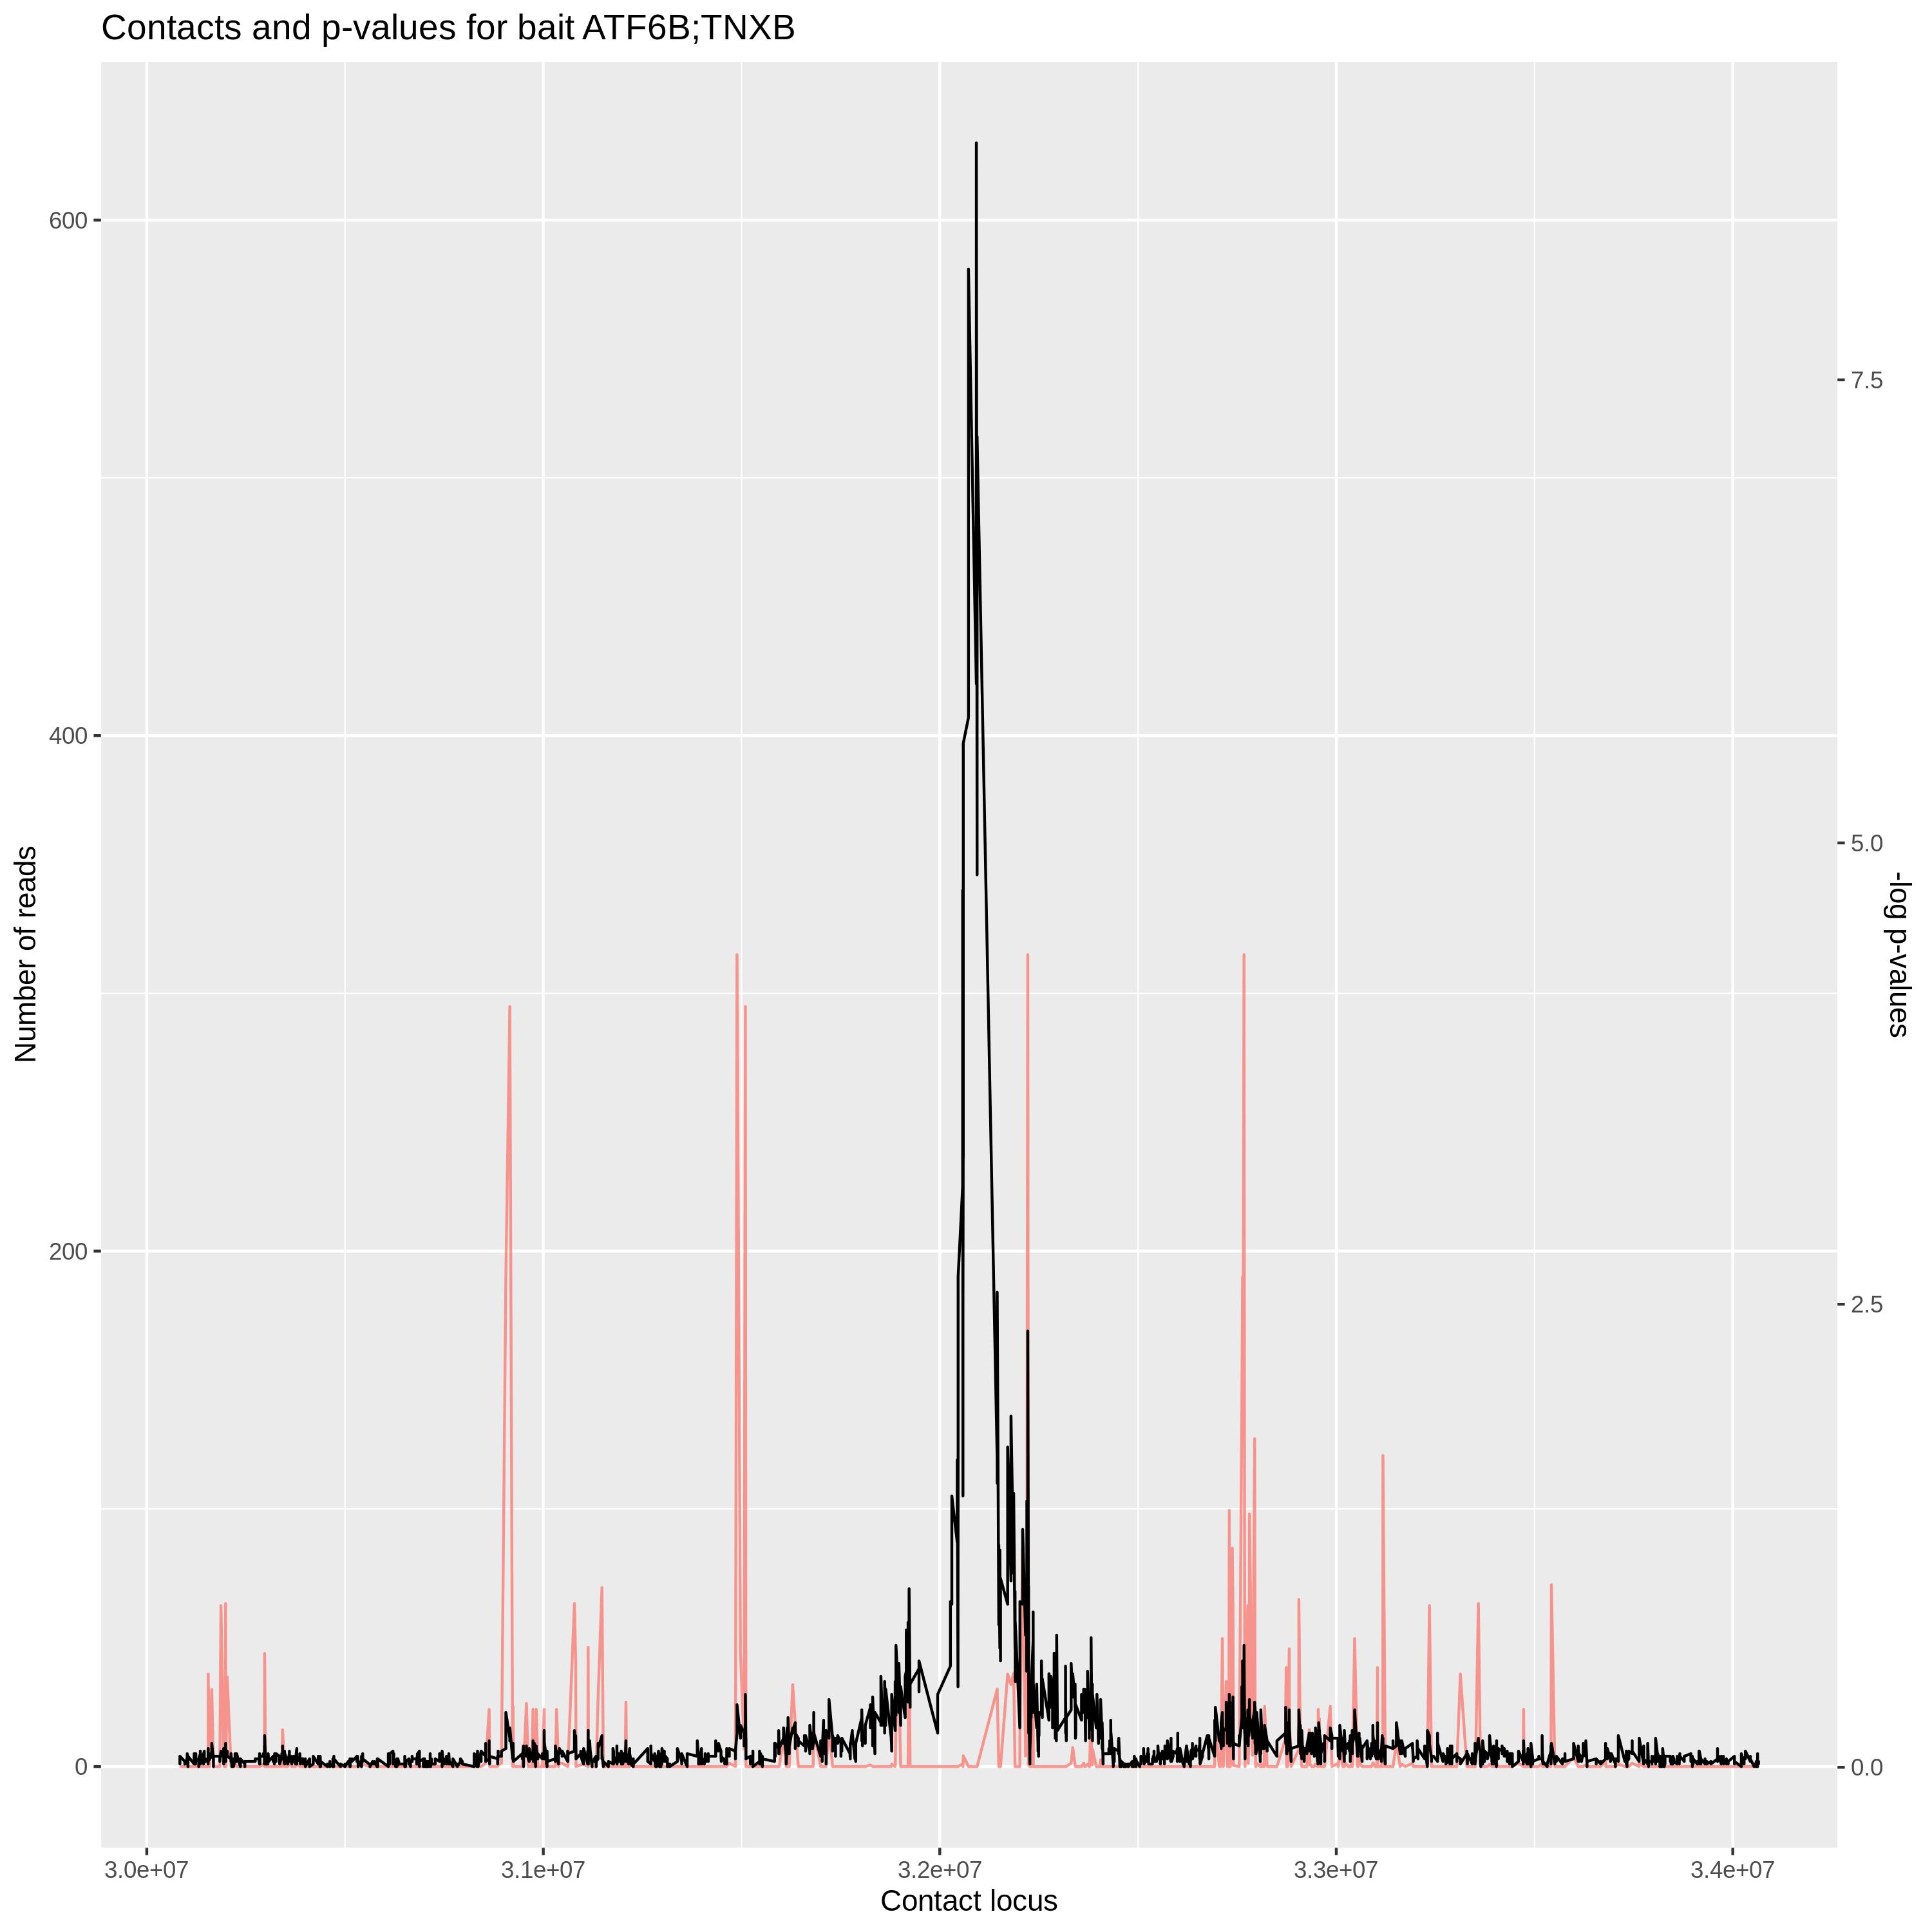 Contacts and p-values for bait ATF6B;TNXB
Number of reads
600
400
200
0
7.5
5.0
2.5
0.0
-log p-values
3.0e+07
3.1e+07
3.2e+07
3.3e+07
3.4e+07
Contact locus